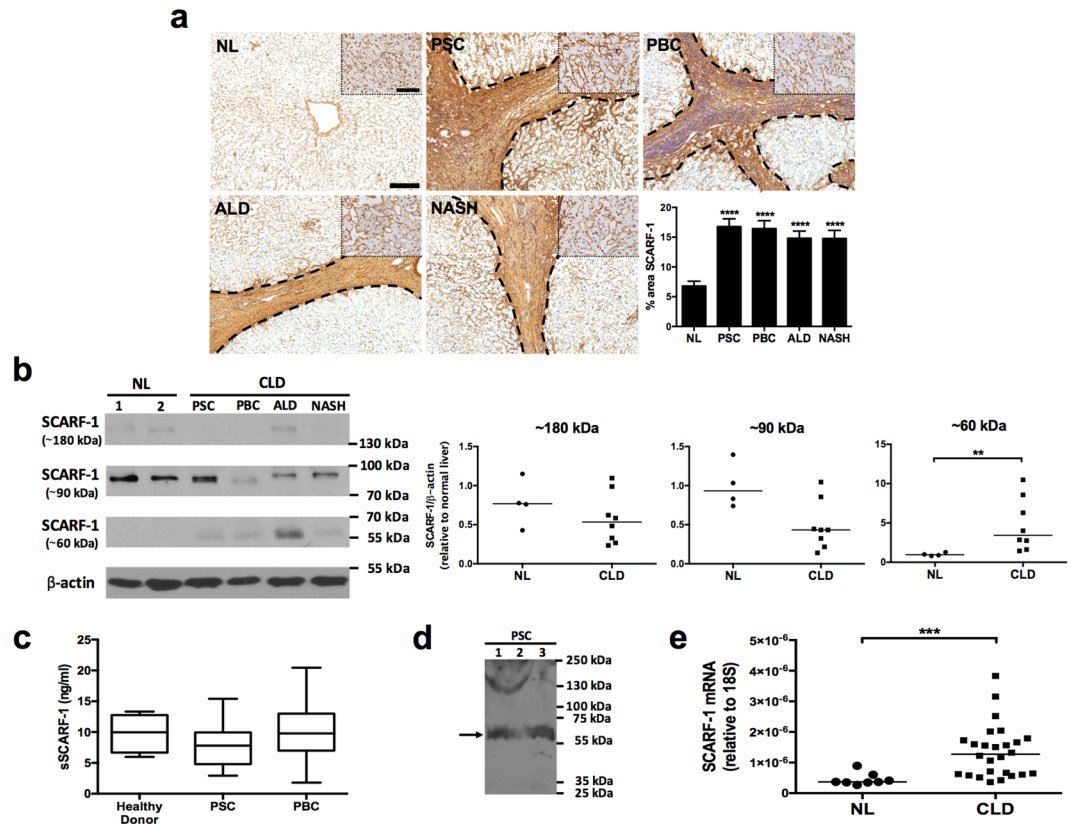 a
NL
PSC
PBC
ALD
NASH
% area SCARF-1
20
15
10
5
0
****
****
****
****
NL PSC PBC ALD NASH
b
NL CLD
1 2 PSC PBC ALD NASH
SCARF-1
(~180 kDa)
130 kDa
SCARF-1
(~90 kDa)
100 kDa
70 kDa
SCARF-1
(~60 kDa)
70 kDa
55 kDa
β-actin
55 kDa
SCARF-1/β-actin
(relative to normal liver)
~180 kDa
1.5
1.0
0.5
0.0
NL CLD
~90 kDa
1.5
1.0
0.5
0.0
NL CLD
~60 kDa
**
15
10
5
0
NL CLD
c
sSCARF-1 (ng/ml)
25
20
15
10
5
0
Healthy
Donor
PSC
PBC
d
PSC
1 2 3
250 kDa
130 kDa
100 kDa
75 kDa
55 kDa
35 kDa
25 kDa
e
SCARF-1 mRNA
(relative to 18S)
***
5×10⁻⁶
4×10⁻⁶
3×10⁻⁶
2×10⁻⁶
1×10⁻⁶
0
NL CLD